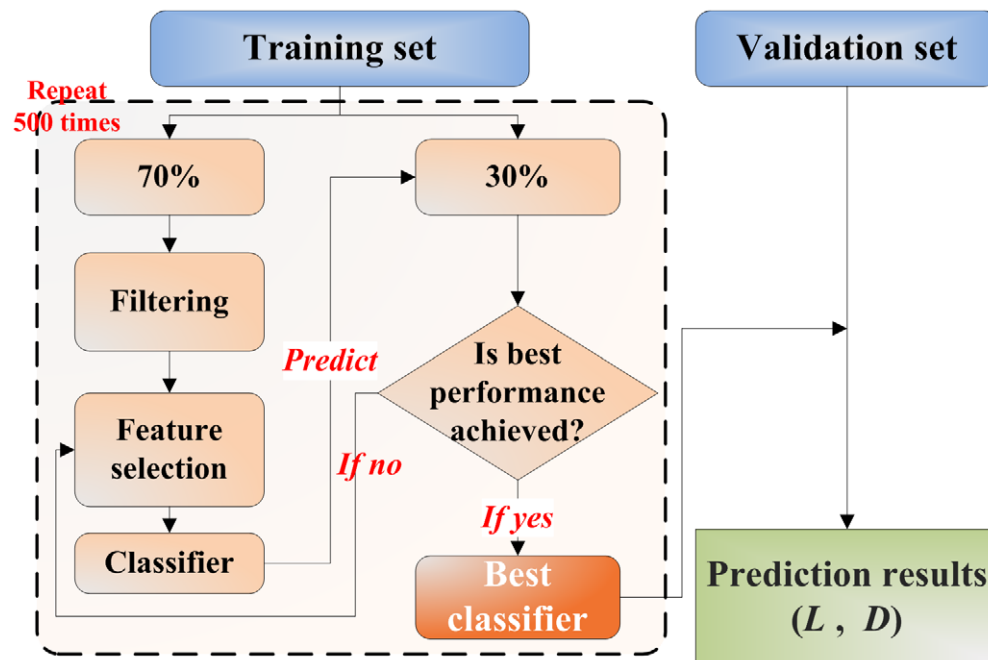 Training set
Validation set
Repeat
500 times
70%
30%
Filtering
Predict
Is best
performance
achieved?
Feature
selection
If no
If yes
Classifier
Best
classifier
Prediction results
(L , D)